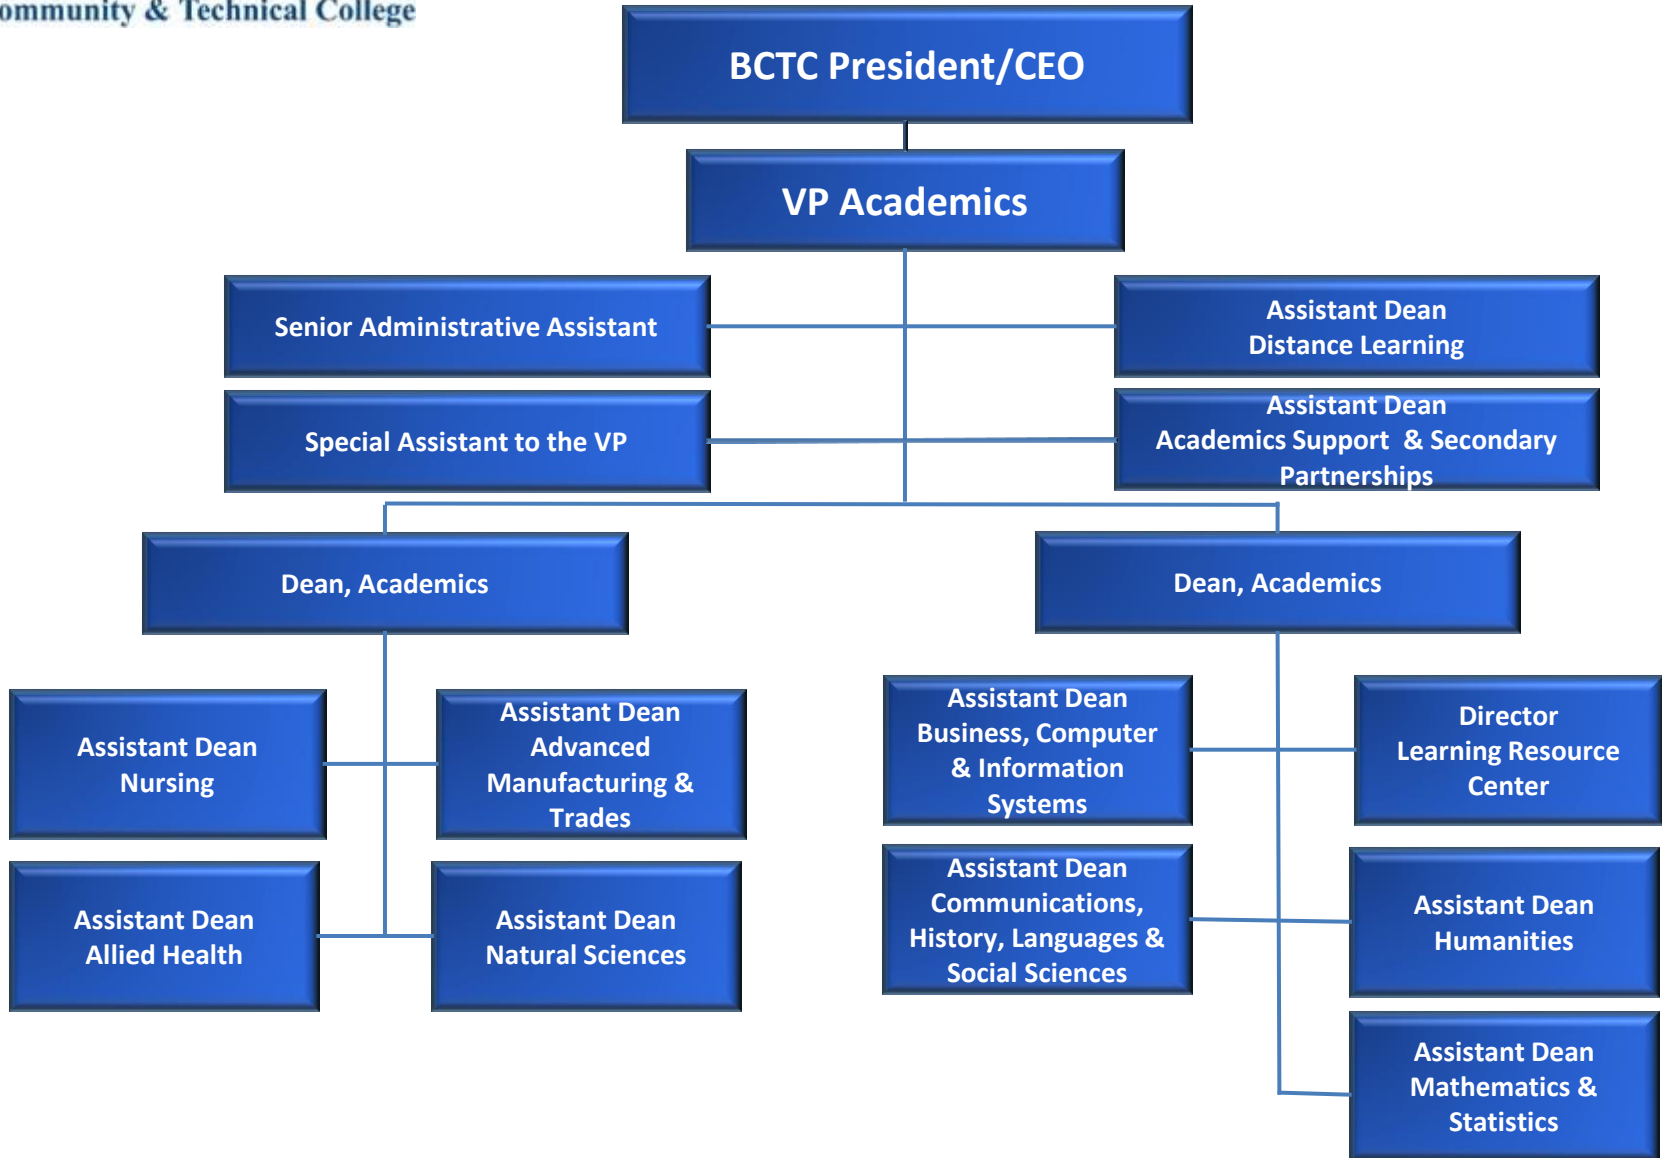 Community & Technical College
BCTC President/CEO
VP Academics
Senior Administrative Assistant
Assistant Dean
Distance Learning
Special Assistant to the VP
Assistant Dean
Academics Support & Secondary
Partnerships
Dean, Academics
Dean, Academics
Assistant Dean
Nursing
Assistant Dean
Advanced
Manufacturing &
Trades
Assistant Dean
Business, Computer
& Information
Systems
Director
Learning Resource
Center
Assistant Dean
Allied Health
Assistant Dean
Natural Sciences
Assistant Dean
Communications,
History, Languages &
Social Sciences
Assistant Dean
Humanities
Assistant Dean
Mathematics &
Statistics